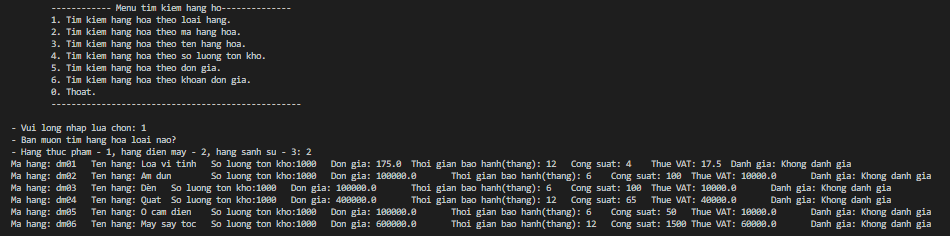 ------------ Menu tim kiem hang ho--------------
1. Tim kiem hang hoa theo loai hang.
2. Tim kiem hang hoa theo ma hang hoa.
3. Tim kiem hang hoa theo ten hang hoa.
4. Tim kiem hang hoa theo so luong ton kho.
5. Tim kiem hang hoa theo don gia.
6. Tim kiem hang hoa theo khoan don gia.
0. Thoat.
--------------------------------------------------
- Vui long nhap lua chon: 1
- Ban muon tim hang hoa loai nao?
- Hang thuc pham - 1, hang dien may - 2, hang sanh su - 3: 2
Ma hang: dm01 Ten hang: Loa vi tinh So luong ton kho:1000 Don gia: 175.0 Thoi gian bao hanh(thang): 12 Cong suat: 4 Thue VAT: 17.5 Danh gia: Khong danh gia
Ma hang: dm02 Ten hang: Am dun So luong ton kho:1000 Don gia: 100000.0 Thoi gian bao hanh(thang): 6 Cong suat: 100 Thue VAT: 10000.0 Danh gia: Khong danh gia
Ma hang: dm03 Ten hang: Dèn So luong ton kho:1000 Don gia: 100000.0 Thoi gian bao hanh(thang): 6 Cong suat: 100 Thue VAT: 10000.0 Danh gia: Khong danh gia
Ma hang: dm04 Ten hang: Quat So luong ton kho:1000 Don gia: 400000.0 Thoi gian bao hanh(thang): 12 Cong suat: 65 Thue VAT: 40000.0 Danh gia: Khong danh gia
Ma hang: dm05 Ten hang: O cam dien So luong ton kho:1000 Don gia: 100000.0 Thoi gian bao hanh(thang): 6 Cong suat: 50 Thue VAT: 10000.0 Danh gia: Khong danh gia
Ma hang: dm06 Ten hang: May say toc So luong ton kho:1000 Don gia: 600000.0 Thoi gian bao hanh(thang): 12 Cong suat: 1500 Thue VAT: 60000.0 Danh gia: Khong danh gia